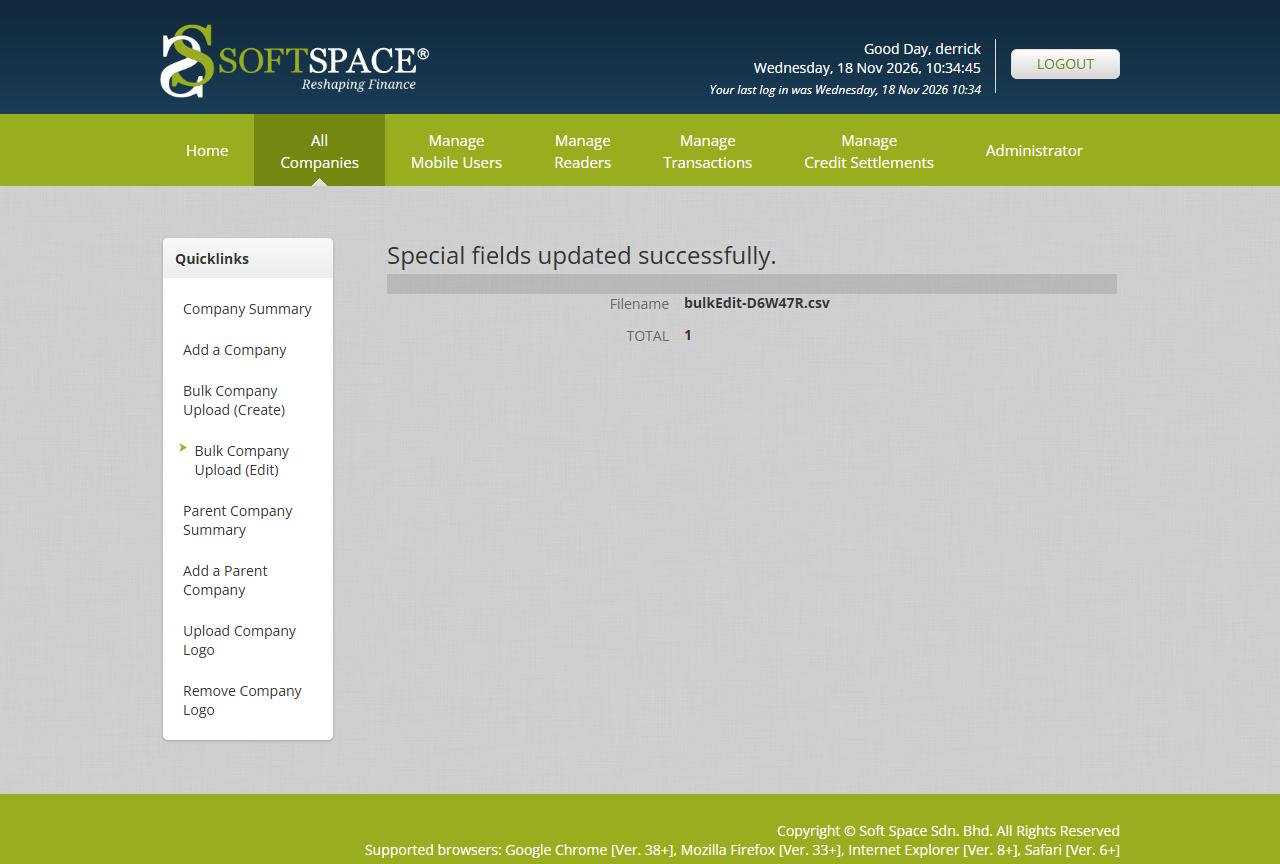 SOFTSPACE®
Reshaping Finance
Good Day, derrick
Wednesday, 18 Nov 2026, 10:34:45
Your last log in was Wednesday, 18 Nov 2026 10:34
LOGOUT
Home
All
Companies
Manage
Mobile Users
Manage
Readers
Manage
Transactions
Manage
Credit Settlements
Administrator
Quicklinks
Company Summary
Add a Company
Bulk Company
Upload (Create)
Bulk Company
Upload (Edit)
Parent Company
Summary
Add a Parent
Company
Upload Company
Logo
Remove Company
Logo
Special fields updated successfully.
Filename bulkEdit-D6W47R.csv
TOTAL 1
Copyright © Soft Space Sdn. Bhd. All Rights Reserved
Supported browsers: Google Chrome [Ver. 38+], Mozilla Firefox [Ver. 33+], Internet Explorer [Ver. 8+], Safari [Ver. 6+]